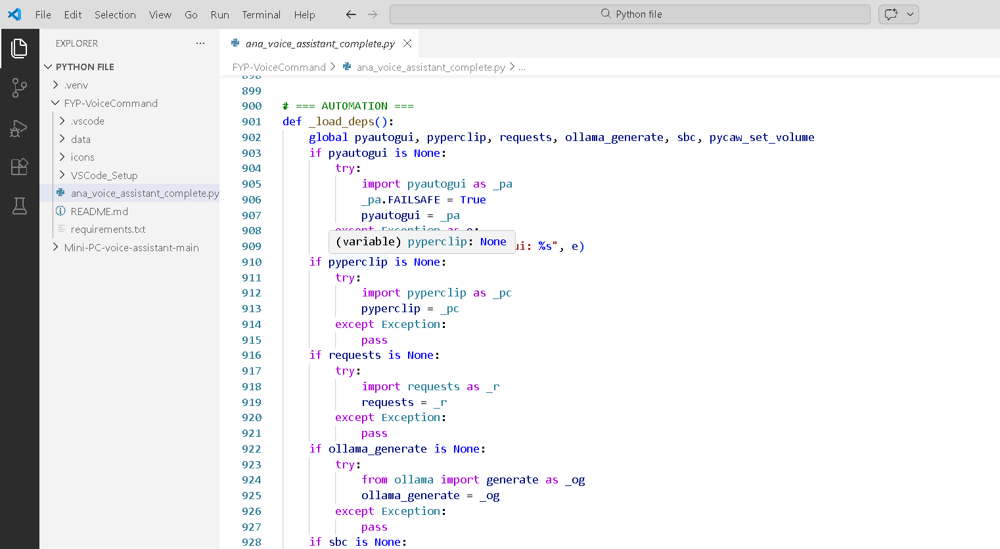 File Edit Selection View Go Run Terminal Help
Python file
EXPLORER
PYTHON FILE
.venv
FYP-VoiceCommand
.vscode
data
icons
VSCode_Setup
ana_voice_assistant_complete.py
README.md
requirements.txt
Mini-PC-voice-assistant-main
ana_voice_assistant_complete.py
FYP-VoiceCommand > ana_voice_assistant_complete.py > ...
898
899
900 # === AUTOMATION ===
901 def _load_deps():
902 global pyautogui, pyperclip, requests, ollama_generate, sbc, pycaw_set_volume
903 if pyautogui is None:
904 try:
905 import pyautogui as _pa
906 _pa.FAILSAFE = True
907 pyautogui = _pa
908 except Exception as e:
(variable) pyperclip: None
909 ui: %s", e)
910 if pyperclip is None:
911 try:
912 import pyperclip as _pc
913 pyperclip = _pc
914 except Exception:
915 pass
916 if requests is None:
917 try:
918 import requests as _r
919 requests = _r
920 except Exception:
921 pass
922 if ollama_generate is None:
923 try:
924 from ollama import generate as _og
925 ollama_generate = _og
926 except Exception:
927 pass
928 if sbc is None: